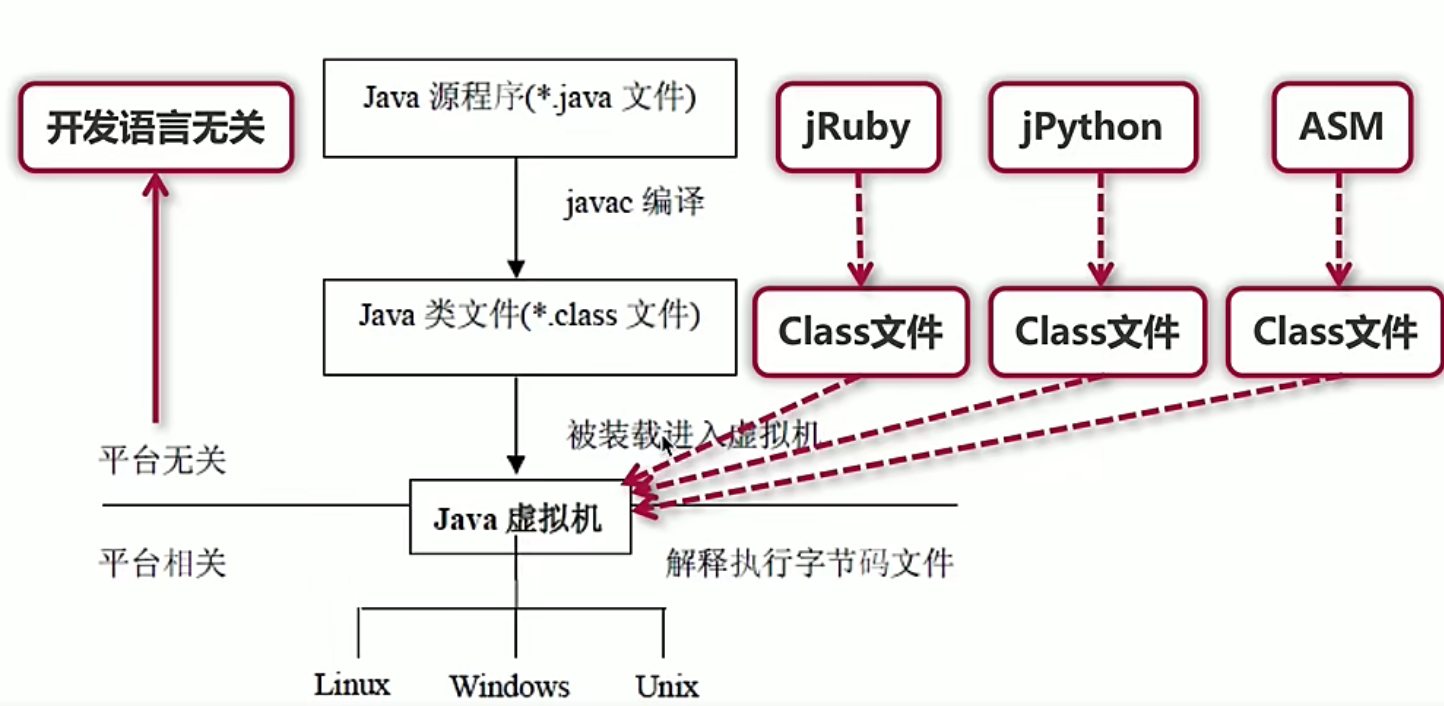 开发语言无关
Java 源程序(*.java 文件)
jRuby
jPython
ASM
javac 编译
Java 类文件(*.class 文件)
Class文件
Class文件
Class文件
被装载进入虚拟机
平台无关
Java 虚拟机
平台相关
解释执行字节码文件
Linux
Windows
Unix